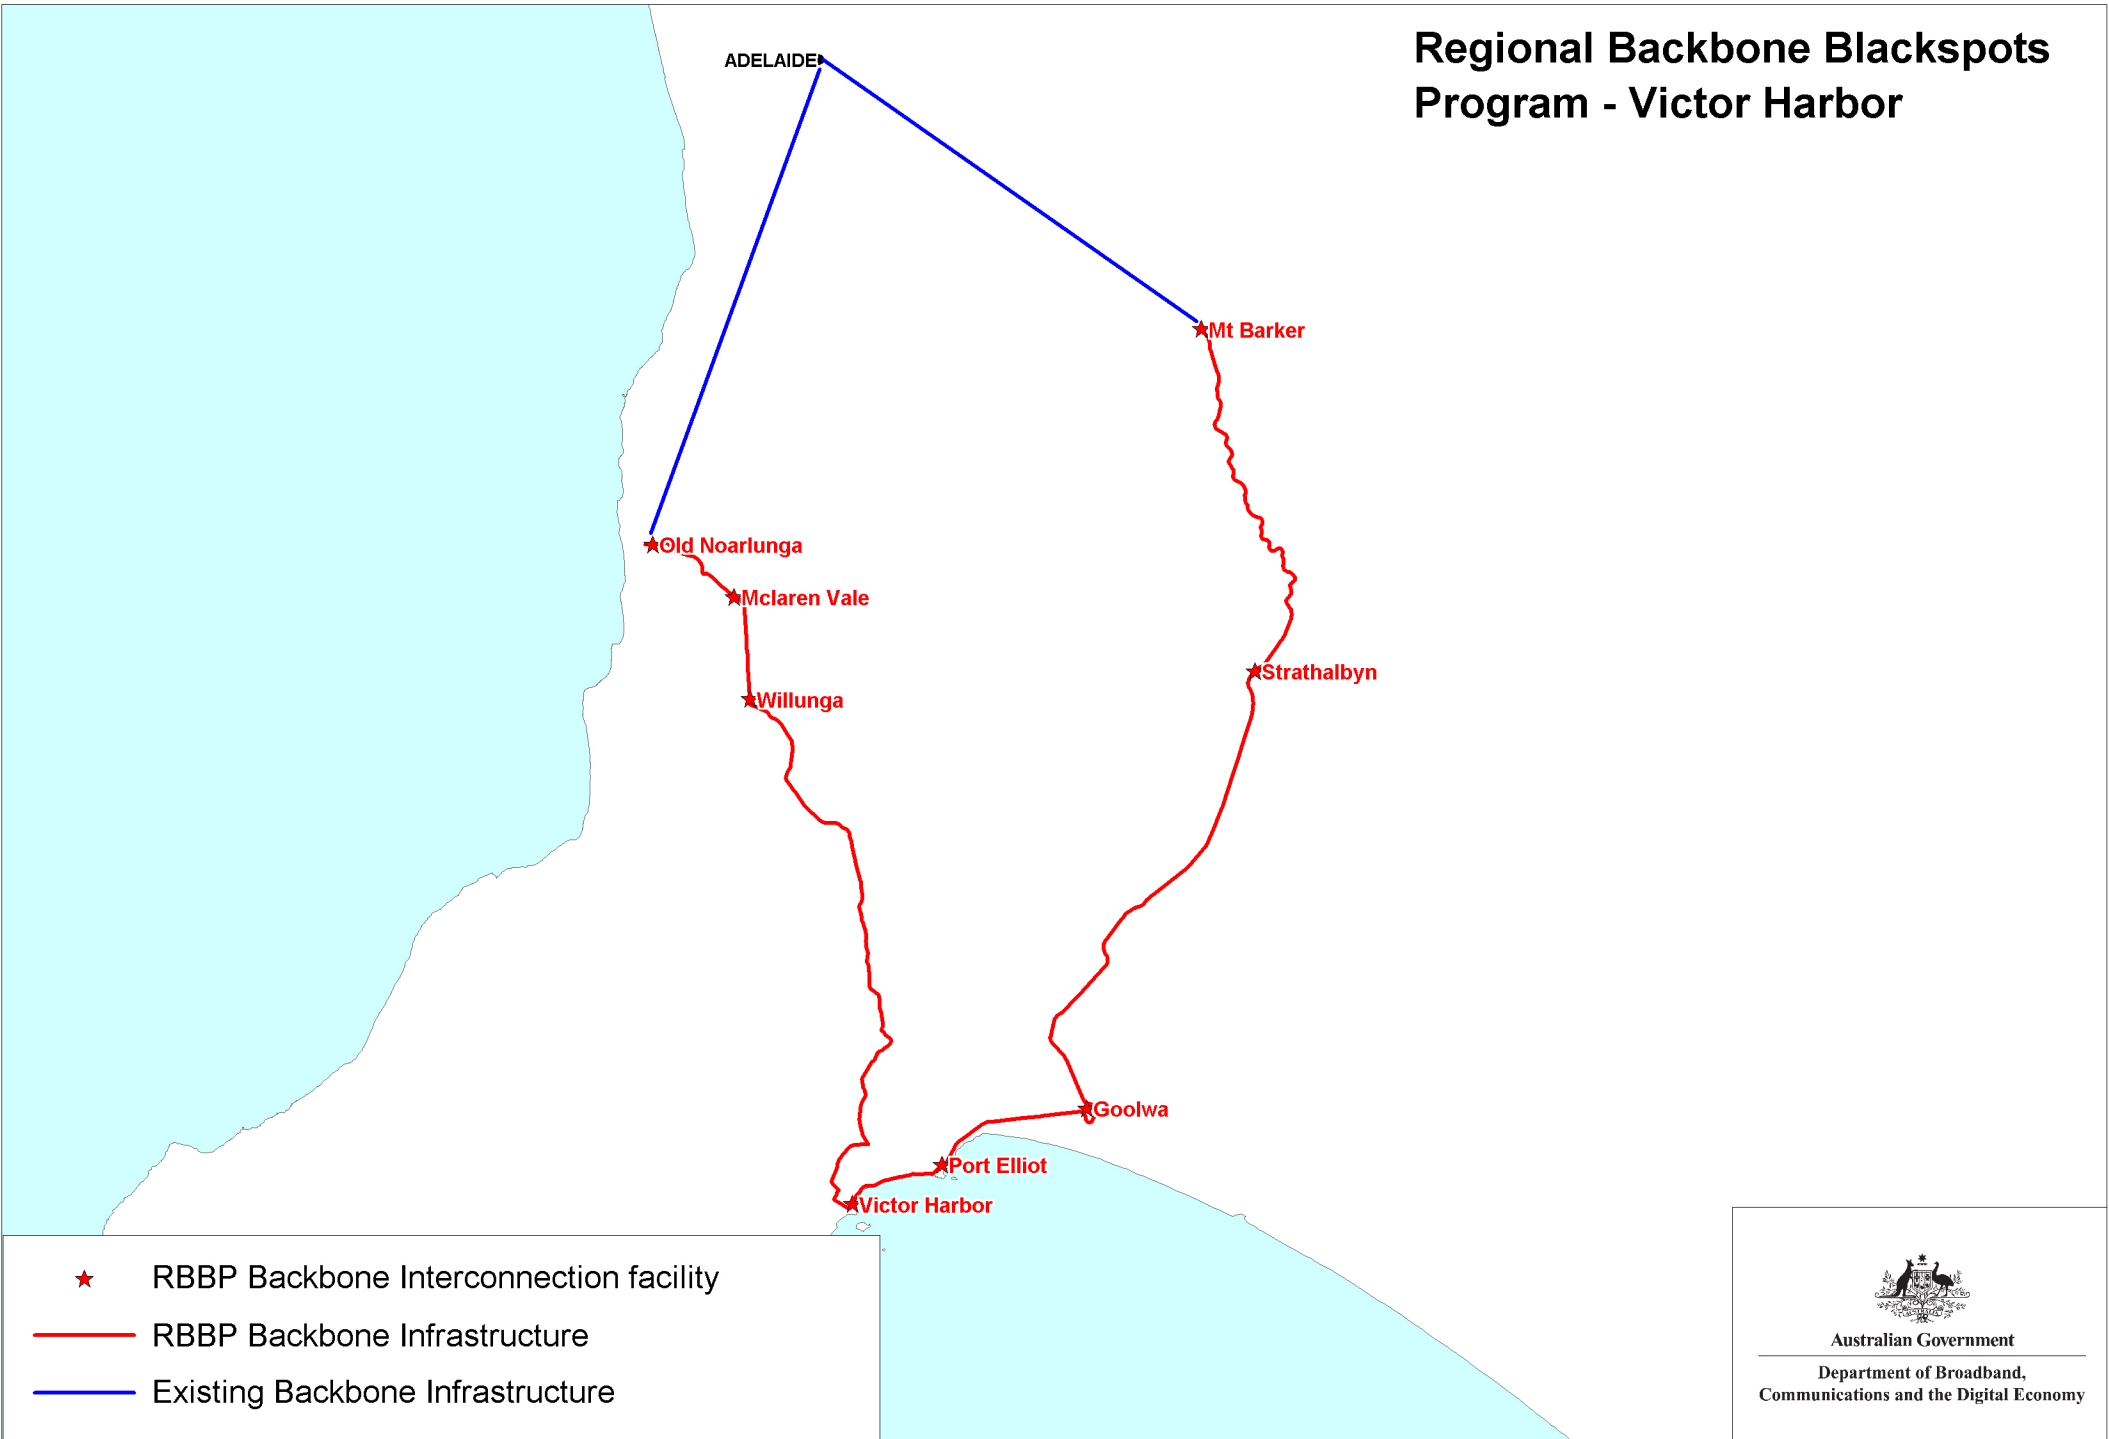 Regional Backbone Blackspots
Program - Victor Harbor
ADELAIDE
Mt Barker
Old Noarlunga
Mclaren Vale
Strathalbyn
Willunga
Goolwa
Port Elliot
Victor Harbor
RBBP Backbone Interconnection facility
RBBP Backbone Infrastructure
Existing Backbone Infrastructure
Australian Government
Department of Broadband,
Communications and the Digital Economy